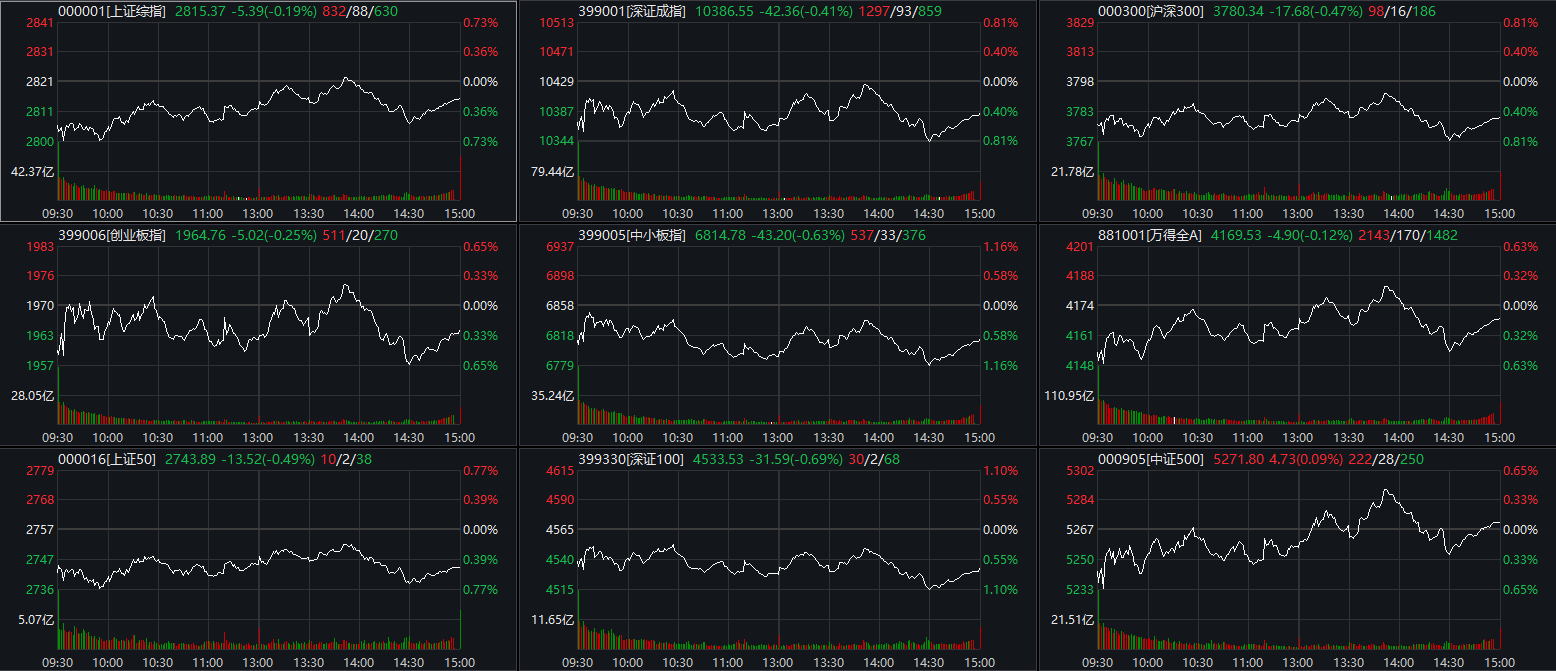 000001[上证综指] 2815.37 -5.39(-0.19%) 832/88/630
2841 0.73%
2831 0.36%
2821 0.00%
2811 0.36%
2800 0.73%
42.37亿
09:30 10:00 10:30 11:00 13:00 13:30 14:00 14:30 15:00
399001[深证成指] 10386.55 -42.36(-0.41%) 1297/93/859
10513 0.81%
10471 0.40%
10429 0.00%
10387 0.40%
10344 0.81%
79.44亿
09:30 10:00 10:30 11:00 13:00 13:30 14:00 14:30 15:00
000300[沪深300] 3780.34 -17.68(-0.47%) 98/16/186
3829 0.81%
3813 0.40%
3798 0.00%
3783 0.40%
3767 0.81%
21.78亿
09:30 10:00 10:30 11:00 13:00 13:30 14:00 14:30 15:00
399006[创业板指] 1964.76 -5.02(-0.25%) 511/20/270
1983 0.65%
1976 0.33%
1970 0.00%
1963 0.33%
1957 0.65%
28.05亿
09:30 10:00 10:30 11:00 13:00 13:30 14:00 14:30 15:00
399005[中小板指] 6814.78 -43.20(-0.63%) 537/33/376
6937 1.16%
6898 0.58%
6858 0.00%
6818 0.58%
6779 1.16%
35.24亿
09:30 10:00 10:30 11:00 13:00 13:30 14:00 14:30 15:00
881001[万得全A] 4169.53 -4.90(-0.12%) 2143/170/1482
4201 0.63%
4188 0.32%
4174 0.00%
4161 0.32%
4148 0.63%
110.95亿
09:30 10:00 10:30 11:00 13:00 13:30 14:00 14:30 15:00
000016[上证50] 2743.89 -13.52(-0.49%) 10/2/38
2779 0.77%
2768 0.39%
2757 0.00%
2747 0.39%
2736 0.77%
5.07亿
09:30 10:00 10:30 11:00 13:00 13:30 14:00 14:30 15:00
399330[深证100] 4533.53 -31.59(-0.69%) 30/2/68
4615 1.10%
4590 0.55%
4565 0.00%
4540 0.55%
4515 1.10%
11.65亿
09:30 10:00 10:30 11:00 13:00 13:30 14:00 14:30 15:00
000905[中证500] 5271.80 4.73(0.09%) 222/28/250
5302 0.65%
5284 0.33%
5267 0.00%
5250 0.33%
5233 0.65%
21.51亿
09:30 10:00 10:30 11:00 13:00 13:30 14:00 14:30 15:00